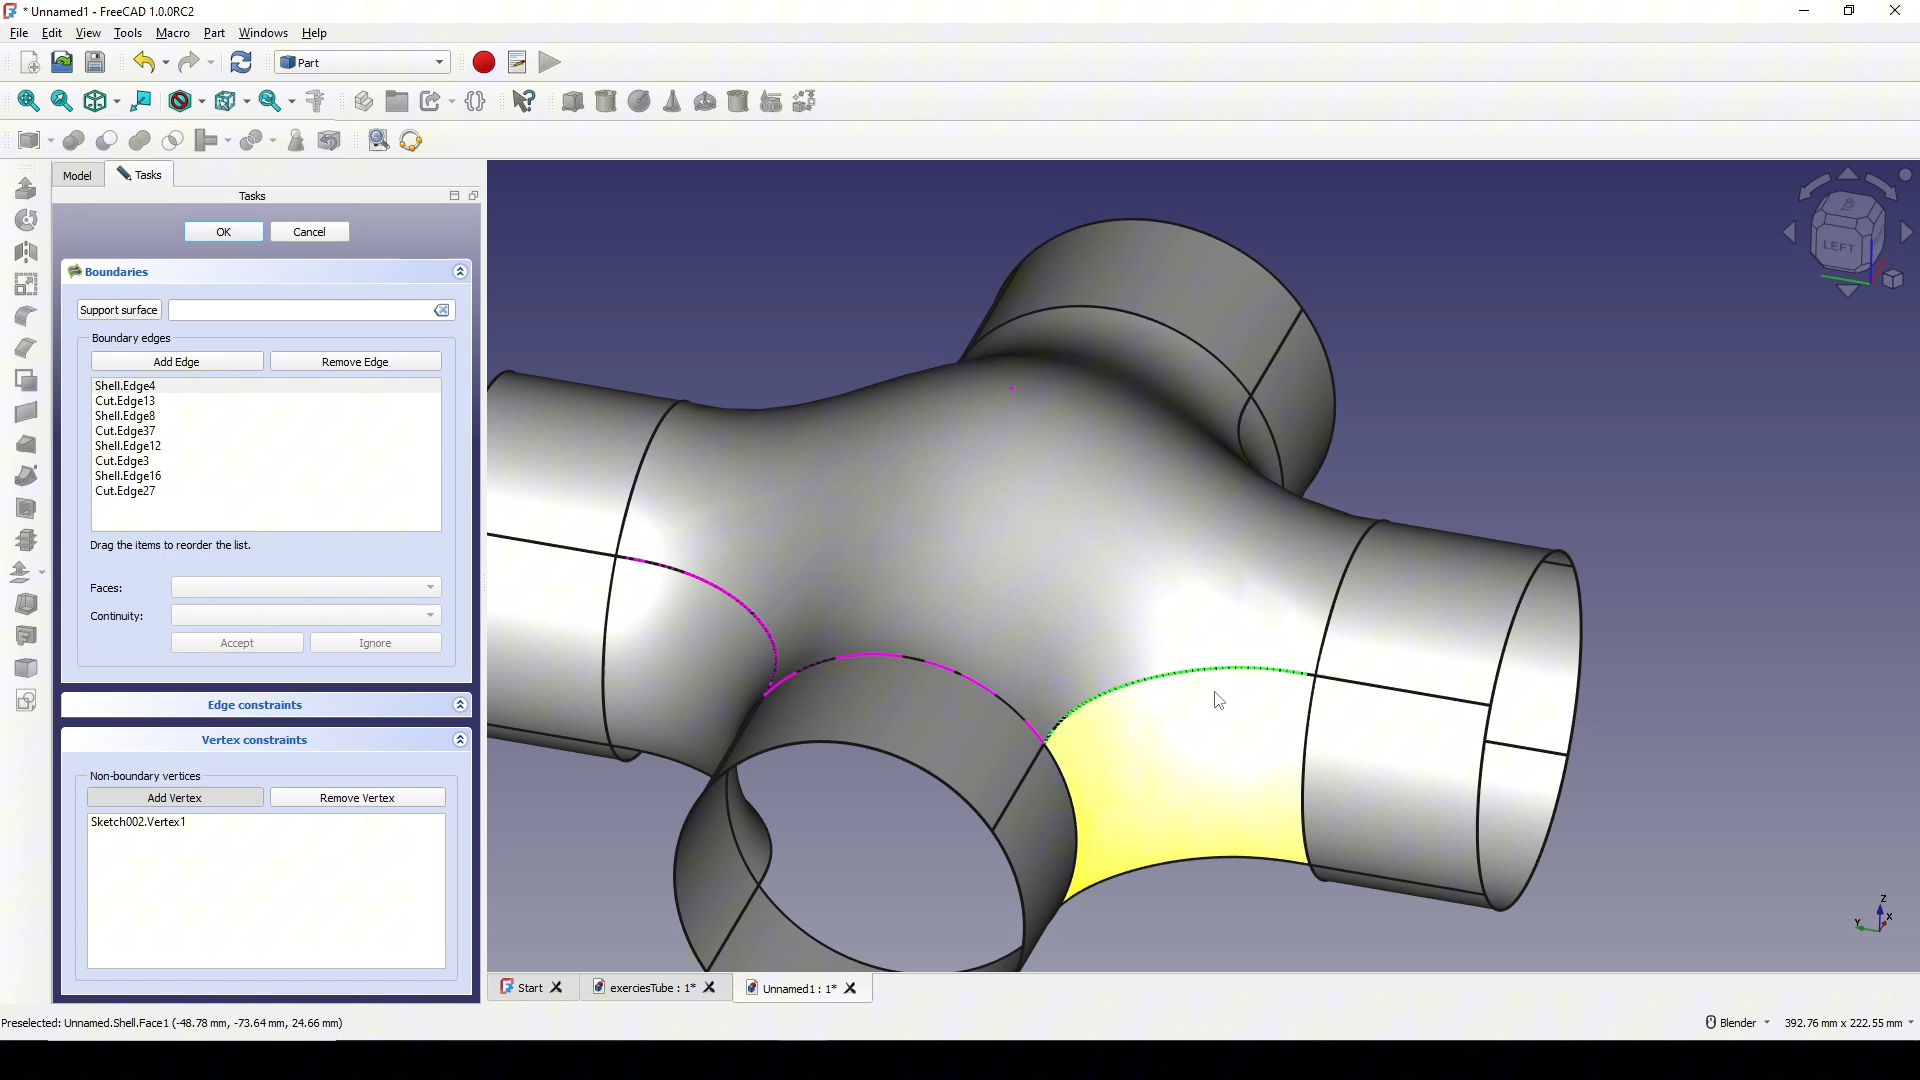 * Unnamed1 - FreeCAD 1.0.0RC2
File Edit View Tools Macro Part Windows Help
Part
Model Tasks
Tasks
OK Cancel
Boundaries
Support surface
Boundary edges
Add Edge Remove Edge
Shell.Edge4
Cut.Edge13
Shell.Edge8
Cut.Edge37
Shell.Edge12
Cut.Edge3
Shell.Edge16
Cut.Edge27
Drag the items to reorder the list.
Faces:
Continuity:
Accept Ignore
Edge constraints
Vertex constraints
Non-boundary vertices
Add Vertex Remove Vertex
Sketch002.Vertex1
LEFT
Z
X
Y
Start exerciesTube : 1* Unnamed1 : 1*
Preselected: Unnamed.Shell.Face1 (-48.78 mm, -73.64 mm, 24.66 mm)
Blender 392.76 mm x 222.55 mm